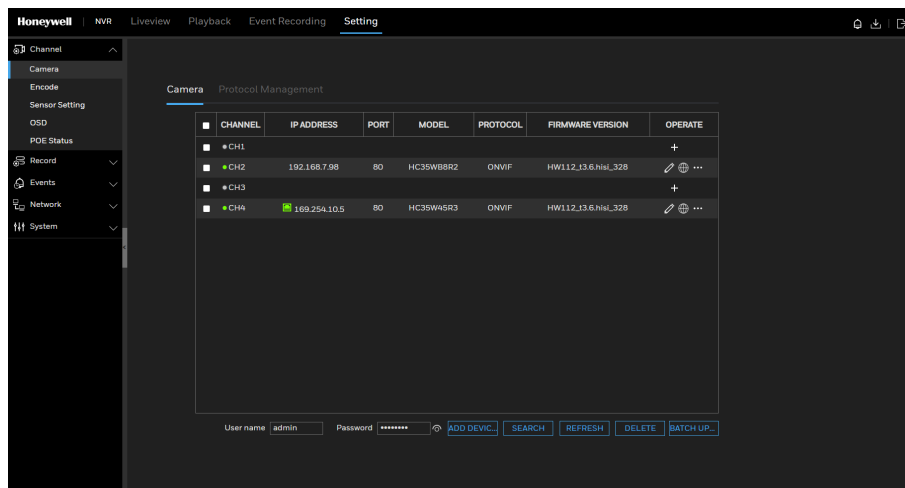 Honeywell NVR Liveview Playback Event Recording Setting
Channel
Camera
Encode
Sensor Setting
OSD
POE Status
Record
Events
Network
System
Camera Protocol Management
CHANNEL IP ADDRESS PORT MODEL PROTOCOL FIRMWARE VERSION OPERATE
CH1
CH2 192.168.7.98 80 HC35WB8R2 ONVIF HW112_t3.6.hisi_328
CH3
CH4 169.254.10.5 80 HC35W45R3 ONVIF HW112_t3.6.hisi_328
User name admin Password ******** ADD DEVIC... SEARCH REFRESH DELETE BATCH UP...